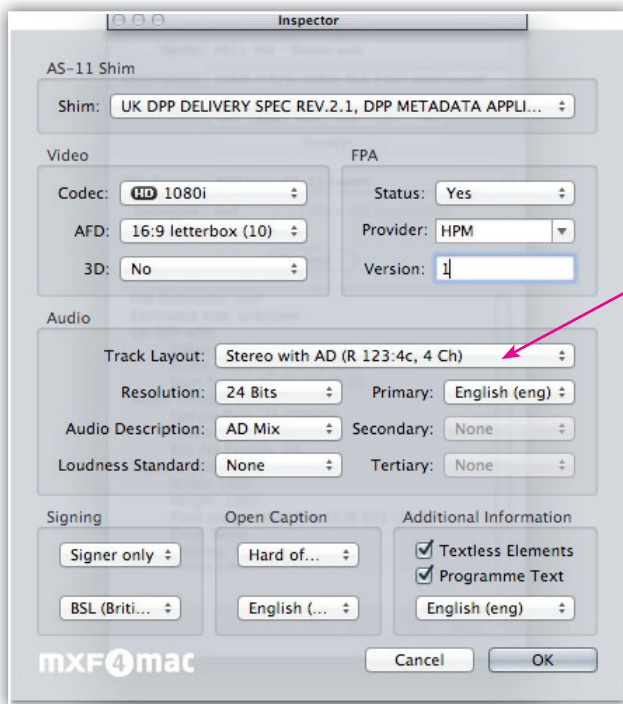 Inspector
AS-11 Shim
Shim: UK DPP DELIVERY SPEC REV.2.1, DPP METADATA APPLI...
Video
Codec: HD 1080i
AFD: 16:9 letterbox (10)
3D: No
FPA
Status: Yes
Provider: HPM
Version: 1
Audio
Track Layout: Stereo with AD (R 123:4c, 4 Ch)
Resolution: 24 Bits Primary: English (eng)
Audio Description: AD Mix Secondary: None
Loudness Standard: None Tertiary: None
Signing
Signer only
BSL (Briti...
Open Caption
Hard of...
English (...
Additional Information
Textless Elements
Programme Text
English (eng)
mxf4mac
Cancel OK